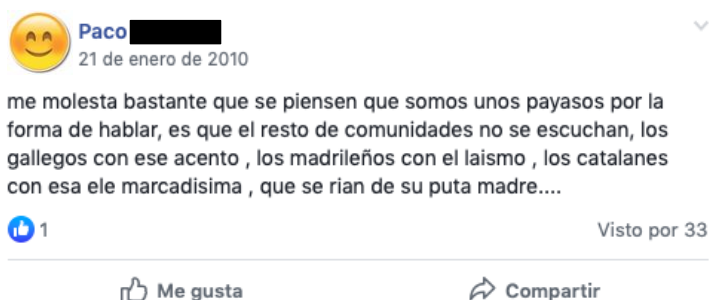 Paco
21 de enero de 2010
me molesta bastante que se piensen que somos unos payasos por la
forma de hablar, es que el resto de comunidades no se escuchan, los
gallegos con ese acento , los madrileños con el laismo , los catalanes
con esa ele marcadisima , que se rian de su puta madre....
1
Visto por 33
Me gusta
Compartir